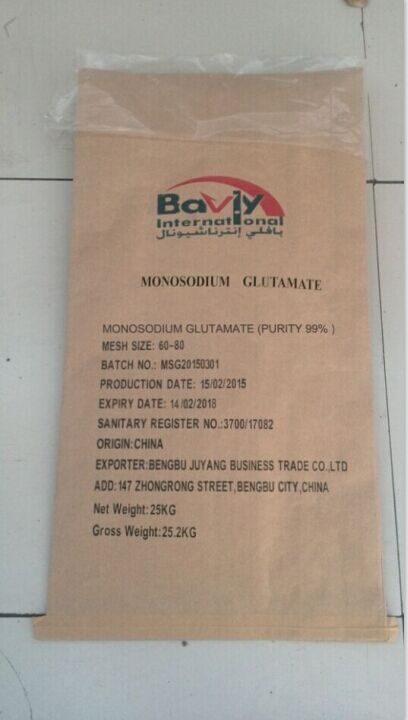 Bavly
International
بافلي إنترناشيونال
MONOSODIUM GLUTAMATE
MONOSODIUM GLUTAMATE (PURITY 99% )
MESH SIZE: 60-80
BATCH NO.: MSG20150301
PRODUCTION DATE: 15/02/2015
EXPIRY DATE: 14/02/2018
SANITARY REGISTER NO.:3700/17082
ORIGIN:CHINA
EXPORTER:BENGBU JUYANG BUSINESS TRADE CO.,LTD
ADD:147 ZHONGRONG STREET,BENGBU CITY,CHINA
Net Weight:25KG
Gross Weight:25.2KG